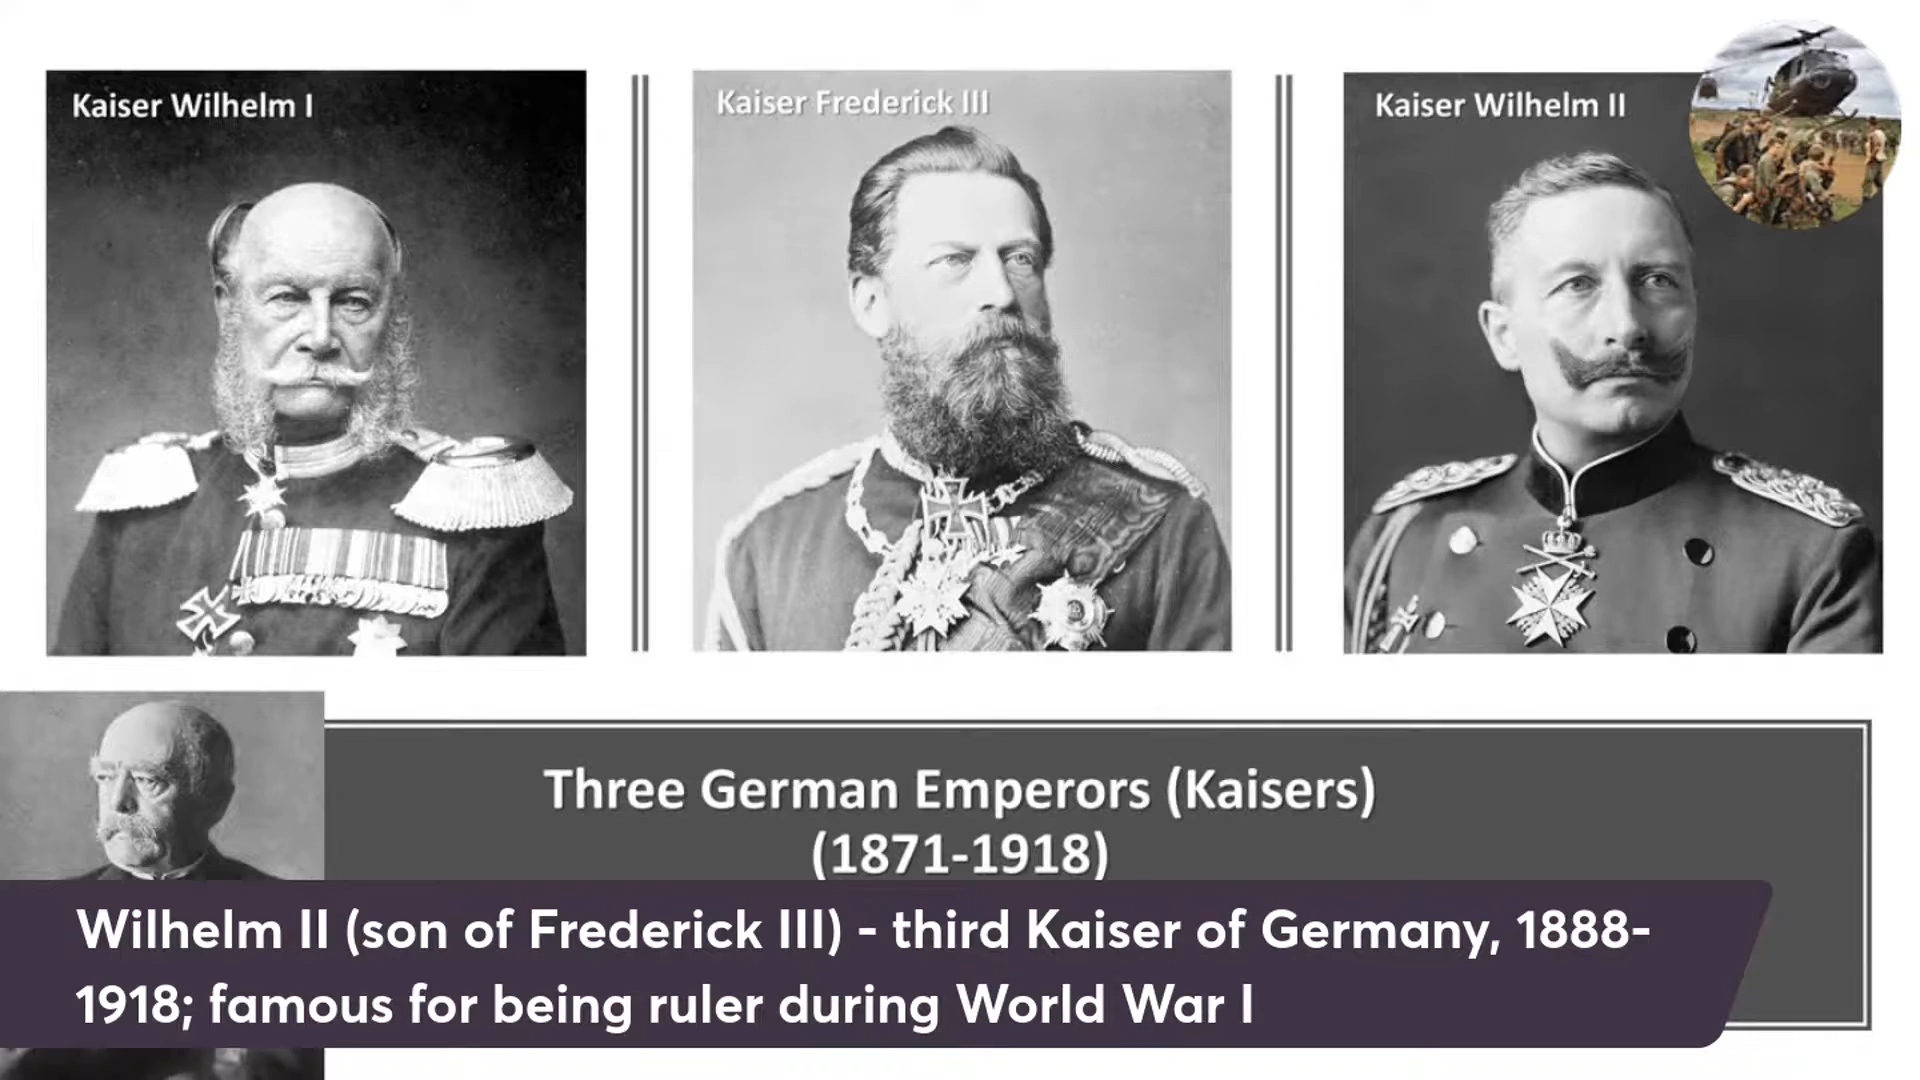 Kaiser Wilhelm I
Kaiser Frederick III
Kaiser Wilhelm II
Three German Emperors (Kaisers)
(1871-1918)
Wilhelm II (son of Frederick III) - third Kaiser of Germany, 1888-
1918; famous for being ruler during World War I